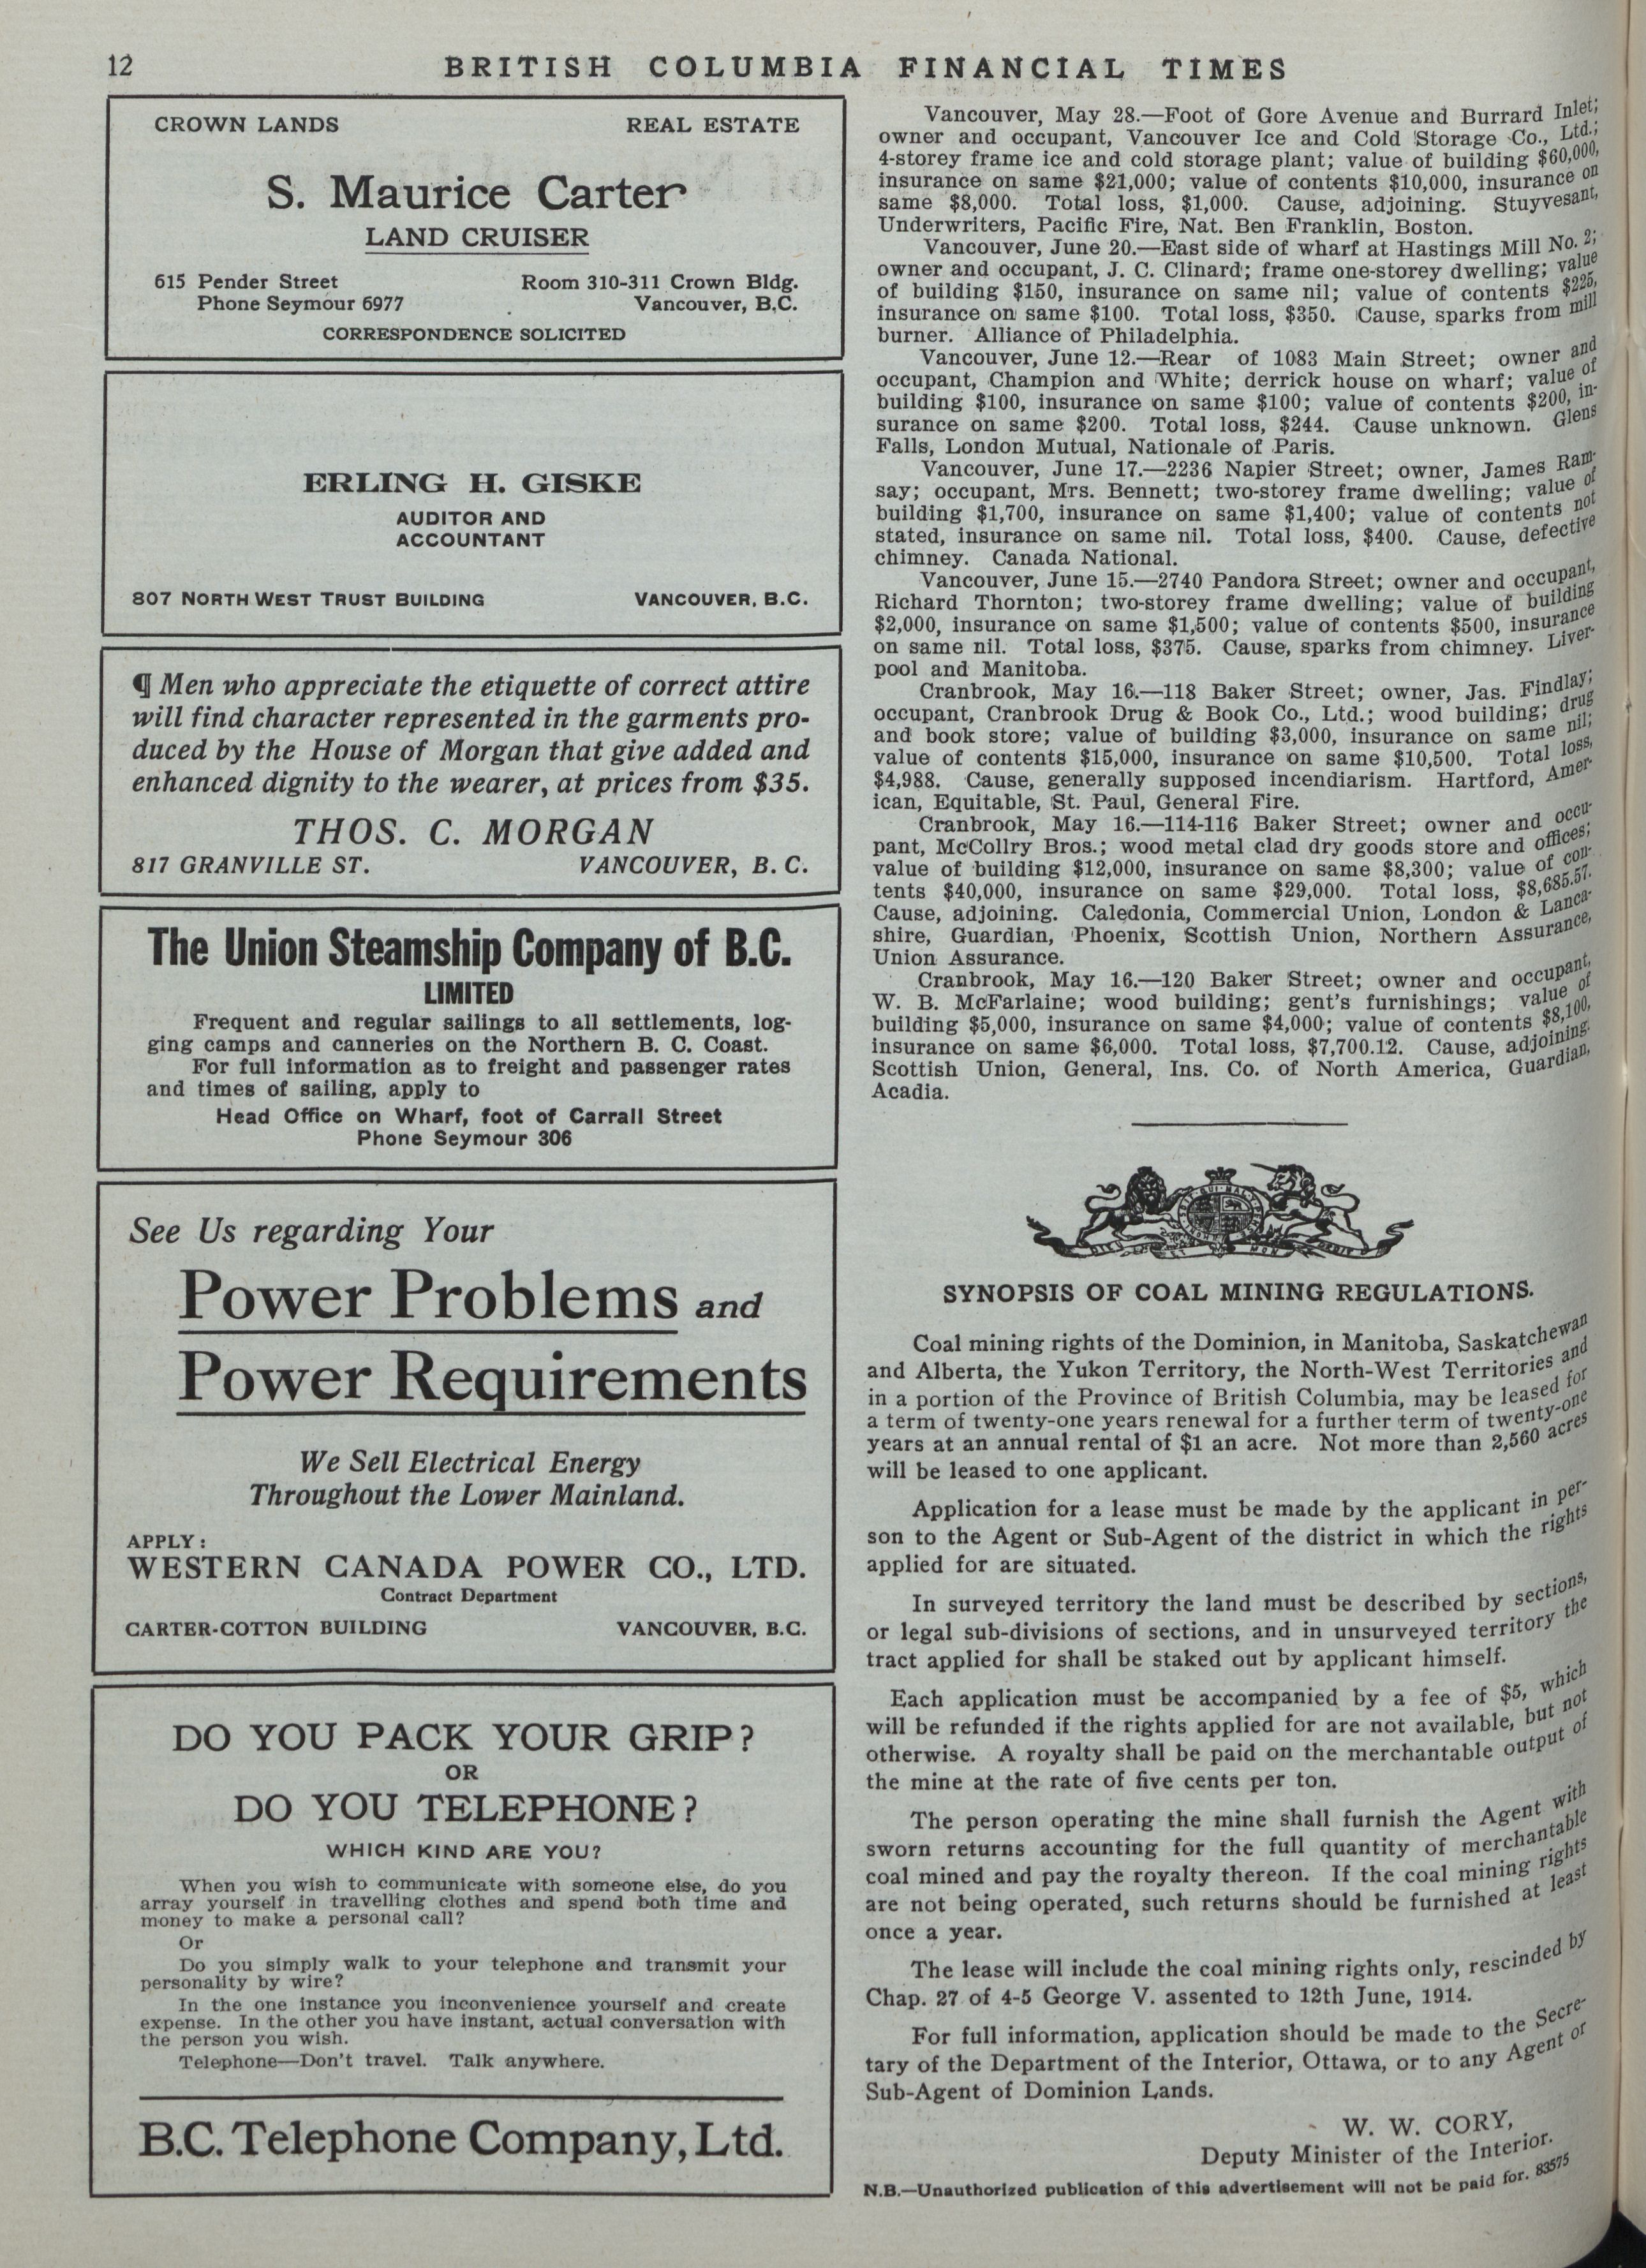 12
BRITISH COLUMBIA FINANCIAL TIMES
CROWN LANDS REAL ESTATE
S. Maurice Carter
LAND CRUISER
615 Pender Street Room 310-311 Crown Bldg.
Phone Seymour 6977 Vancouver, B.C.
CORRESPONDENCE SOLICITED
ERLING H. GISKE
AUDITOR AND
ACCOUNTANT
807 NORTH WEST TRUST BUILDING VANCOUVER, B.C.
¶ Men who appreciate the etiquette of correct attire
will find character represented in the garments pro-
duced by the House of Morgan that give added and
enhanced dignity to the wearer, at prices from $35.
THOS. C. MORGAN
817 GRANVILLE ST. VANCOUVER, B. C.
The Union Steamship Company of B.C.
LIMITED
Frequent and regular sailings to all settlements, log-
ging camps and canneries on the Northern B. C. Coast.
For full information as to freight and passenger rates
and times of sailing, apply to
Head Office on Wharf, foot of Carrall Street
Phone Seymour 306
See Us regarding Your
Power Problems and
Power Requirements
We Sell Electrical Energy
Throughout the Lower Mainland.
APPLY:
WESTERN CANADA POWER CO., LTD.
Contract Department
CARTER-COTTON BUILDING VANCOUVER, B.C.
DO YOU PACK YOUR GRIP?
OR
DO YOU TELEPHONE?
WHICH KIND ARE YOU?
When you wish to communicate with someone else, do you
array yourself in travelling clothes and spend both time and
money to make a personal call?
Or
Do you simply walk to your telephone and transmit your
personality by wire?
In the one instance you inconvenience yourself and create
expense. In the other you have instant, actual conversation with
the person you wish.
Telephone—Don't travel. Talk anywhere.
B.C. Telephone Company, Ltd.
Vancouver, May 28.—Foot of Gore Avenue and Burrard Inlet;
owner and occupant, Vancouver Ice and Cold Storage Co., Ltd.;
4-storey frame ice and cold storage plant; value of building $60,000,
insurance on same $21,000; value of contents $10,000, insurance on
same $8,000. Total loss, $1,000. Cause, adjoining. Stuyvesant,
Underwriters, Pacific Fire, Nat. Ben Franklin, Boston.
Vancouver, June 20.—East side of wharf at Hastings Mill No. 2;
owner and occupant, J. C. Clinard; frame one-storey dwelling; value
of building $150, insurance on same nil; value of contents $225,
insurance on same $100. Total loss, $350. Cause, sparks from mill
burner. Alliance of Philadelphia.
Vancouver, June 12.—Rear of 1083 Main Street; owner and
occupant, Champion and White; derrick house on wharf; value of
building $100, insurance on same $100; value of contents $200, in-
surance on same $200. Total loss, $244. Cause unknown. Glens
Falls, London Mutual, Nationale of Paris.
Vancouver, June 17.—2236 Napier Street; owner, James Ram-
say; occupant, Mrs. Bennett; two-storey frame dwelling; value of
building $1,700, insurance on same $1,400; value of contents not
stated, insurance on same nil. Total loss, $400. Cause, defective
chimney. Canada National.
Vancouver, June 15.—2740 Pandora Street; owner and occupant,
Richard Thornton; two-storey frame dwelling; value of building
$2,000, insurance on same $1,500; value of contents $500, insurance
on same nil. Total loss, $375. Cause, sparks from chimney. Liver-
pool and Manitoba.
Cranbrook, May 16.—118 Baker Street; owner, Jas. Findlay;
occupant, Cranbrook Drug & Book Co., Ltd.; wood building; drug
and book store; value of building $3,000, insurance on same nil;
value of contents $15,000, insurance on same $10,500. Total loss,
$4,988. Cause, generally supposed incendiarism. Hartford, Amer-
ican, Equitable, St. Paul, General Fire.
Cranbrook, May 16.—114-116 Baker Street; owner and occu-
pant, McCollry Bros.; wood metal clad dry goods store and offices;
value of building $12,000, insurance on same $8,300; value of con-
tents $40,000, insurance on same $29,000. Total loss, $8,685.57.
Cause, adjoining. Caledonia, Commercial Union, London & Lanca-
shire, Guardian, Phoenix, Scottish Union, Northern Assurance,
Union Assurance.
Cranbrook, May 16.—120 Baker Street; owner and occupant,
W. B. McFarlaine; wood building; gent's furnishings; value of
building $5,000, insurance on same $4,000; value of contents $8,100,
insurance on same $6,000. Total loss, $7,700.12. Cause, adjoining.
Scottish Union, General, Ins. Co. of North America, Guardian,
Acadia.
SYNOPSIS OF COAL MINING REGULATIONS.
Coal mining rights of the Dominion, in Manitoba, Saskatchewan
and Alberta, the Yukon Territory, the North-West Territories and
in a portion of the Province of British Columbia, may be leased for
a term of twenty-one years renewal for a further term of twenty-one
years at an annual rental of $1 an acre. Not more than 2,560 acres
will be leased to one applicant.
Application for a lease must be made by the applicant in per-
son to the Agent or Sub-Agent of the district in which the rights
applied for are situated.
In surveyed territory the land must be described by sections,
or legal sub-divisions of sections, and in unsurveyed territory the
tract applied for shall be staked out by applicant himself.
Each application must be accompanied by a fee of $5, which
will be refunded if the rights applied for are not available, but not
otherwise. A royalty shall be paid on the merchantable output of
the mine at the rate of five cents per ton.
The person operating the mine shall furnish the Agent with
sworn returns accounting for the full quantity of merchantable
coal mined and pay the royalty thereon. If the coal mining rights
are not being operated, such returns should be furnished at least
once a year.
The lease will include the coal mining rights only, rescinded by
Chap. 27 of 4-5 George V. assented to 12th June, 1914.
For full information, application should be made to the Secre-
tary of the Department of the Interior, Ottawa, or to any Agent or
Sub-Agent of Dominion Lands.
W. W. CORY,
Deputy Minister of the Interior.
N.B.—Unauthorized publication of this advertisement will not be paid for. 83575